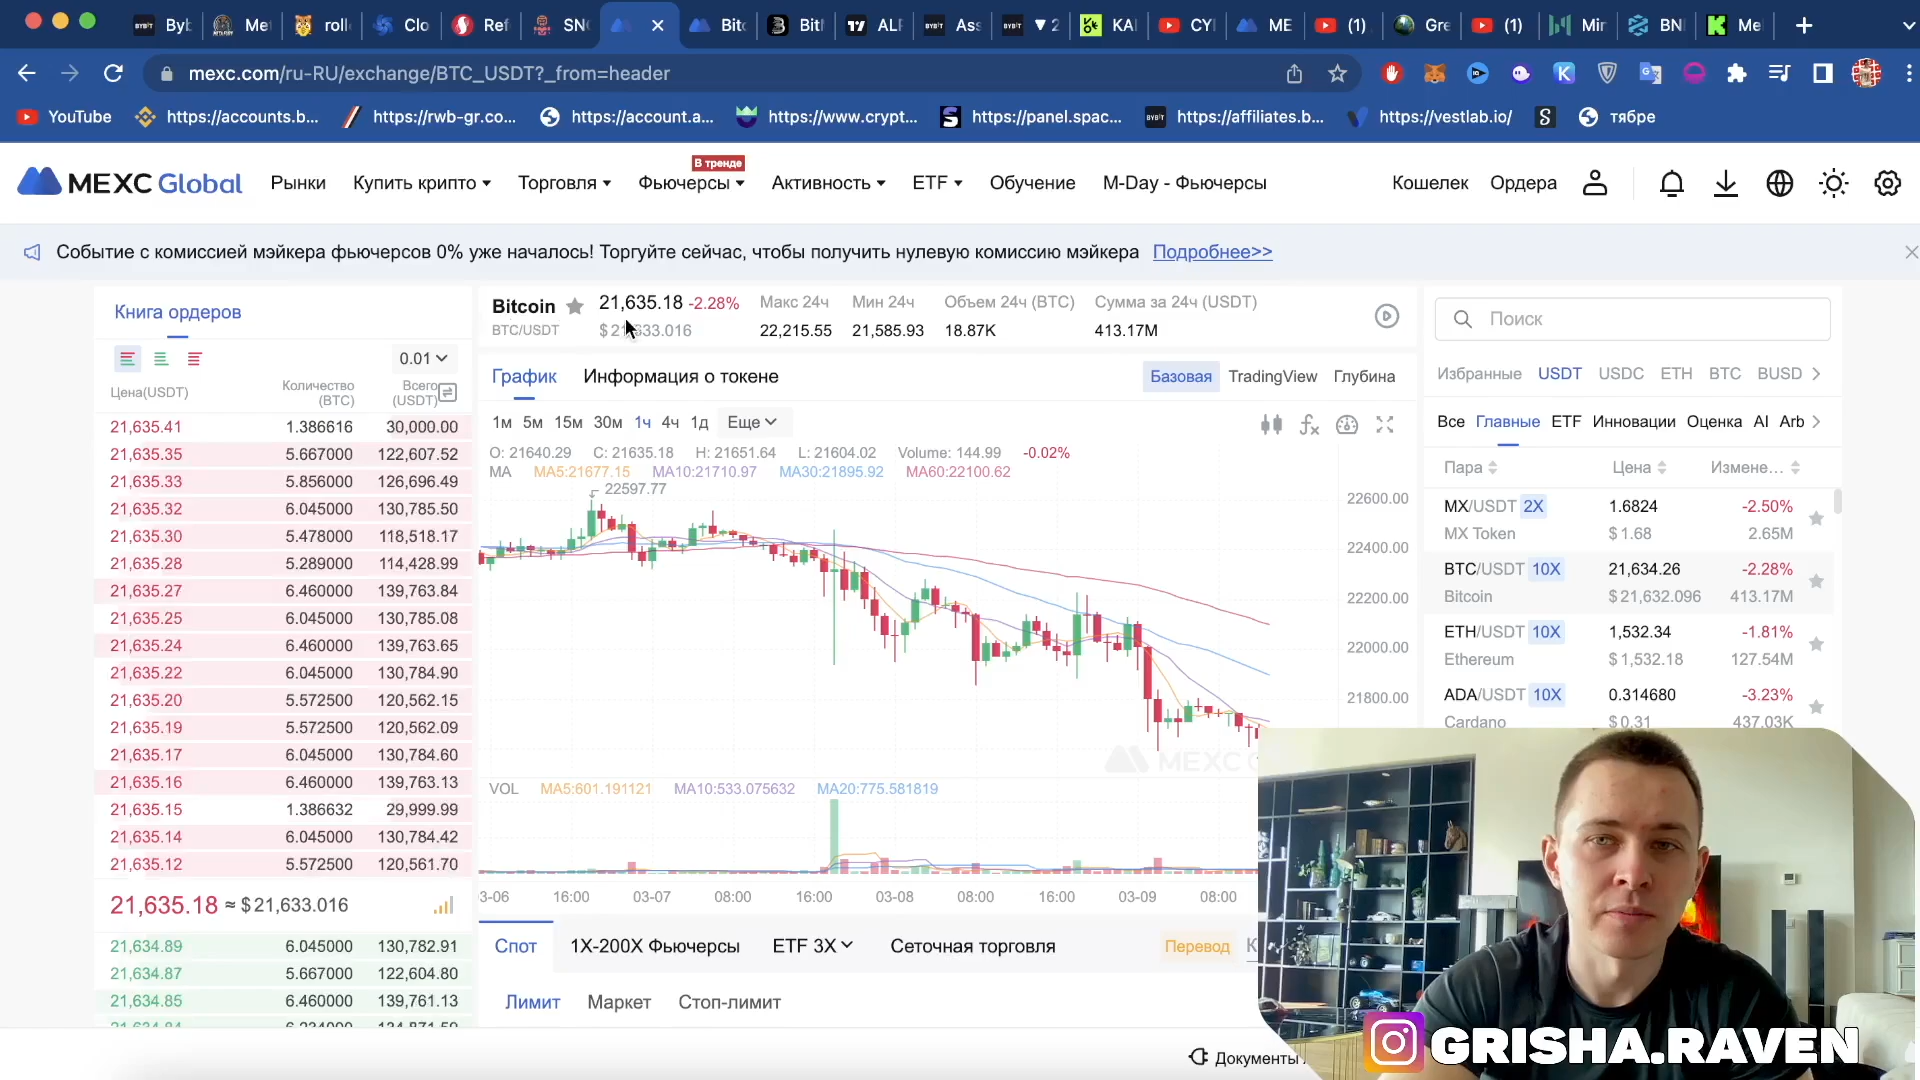 Byb
Me
roll
Clo
Ref
SN
Bitc
Bit
ALF
Ass
▼ 2
KA
CY
ME
(1)
Gre
(1)
Mir
BN
Me
mexc.com/ru-RU/exchange/BTC_USDT?_from=header
YouTube
https://accounts.b...
https://rwb-gr.co...
https://account.a...
https://www.crypt...
https://panel.spac...
https://affiliates.b...
https://vestlab.io/
тябре
MEXC Global
Рынки
Купить крипто
Торговля
В тренде
Фьючерсы
Активность
ETF
Обучение
M-Day - Фьючерсы
Кошелек
Ордера
Событие с комиссией мэйкера фьючерсов 0% уже началось! Торгуйте сейчас, чтобы получить нулевую комиссию мэйкера Подробнее>>
Книга ордеров
0.01
Цена(USDT) Количество (BTC) Всего (USDT)
21,635.41 1.386616 30,000.00
21,635.35 5.667000 122,607.52
21,635.33 5.856000 126,696.49
21,635.32 6.045000 130,785.50
21,635.30 5.478000 118,518.17
21,635.28 5.289000 114,428.99
21,635.27 6.460000 139,763.84
21,635.25 6.045000 130,785.08
21,635.24 6.460000 139,763.65
21,635.22 6.045000 130,784.90
21,635.20 5.572500 120,562.15
21,635.19 5.572500 120,562.09
21,635.17 6.045000 130,784.60
21,635.16 6.460000 139,763.13
21,635.15 1.386632 29,999.99
21,635.14 6.045000 130,784.42
21,635.12 5.572500 120,561.70
21,635.18 ≈ $21,633.016
21,634.89 6.045000 130,782.91
21,634.87 5.667000 122,604.80
21,634.85 6.460000 139,761.13
Bitcoin 21,635.18 -2.28% Макс 24ч Мин 24ч Объем 24ч (BTC) Сумма за 24ч (USDT)
BTC/USDT 22,215.55 21,585.93 18.87K 413.17M
График Информация о токене Базовая TradingView Глубина
1м 5м 15м 30м 1ч 4ч 1д Еще
O: 21640.29 C: 21635.18 H: 21651.64 L: 21604.02 Volume: 144.99 -0.02%
MA MA5:21677.15 MA10:21710.97 MA30:21895.92 MA60:22100.62
22597.77
22600.00
22400.00
22200.00
22000.00
21800.00
MEXC G
VOL MA5:601.191121 MA10:533.075632 MA20:775.581819
3-06 16:00 03-07 08:00 16:00 03-08 08:00 16:00 03-09 08:00
Спот 1X-200X Фьючерсы ETF 3X Сеточная торговля Перевод
Лимит Маркет Стоп-лимит
Документы
Поиск
Избранные USDT USDC ETH BTC BUSD
Все Главные ETF Инновации Оценка AI Arb
Пара Цена Измене...
MX/USDT 2X 1.6824 -2.50%
MX Token $1.68 2.65M
BTC/USDT 10X 21,634.26 -2.28%
Bitcoin $21,632.096 413.17M
ETH/USDT 10X 1,532.34 -1.81%
Ethereum $1,532.18 127.54M
ADA/USDT 10X 0.314680 -3.23%
Cardano $0.31 437.03K
GRISHA.RAVEN